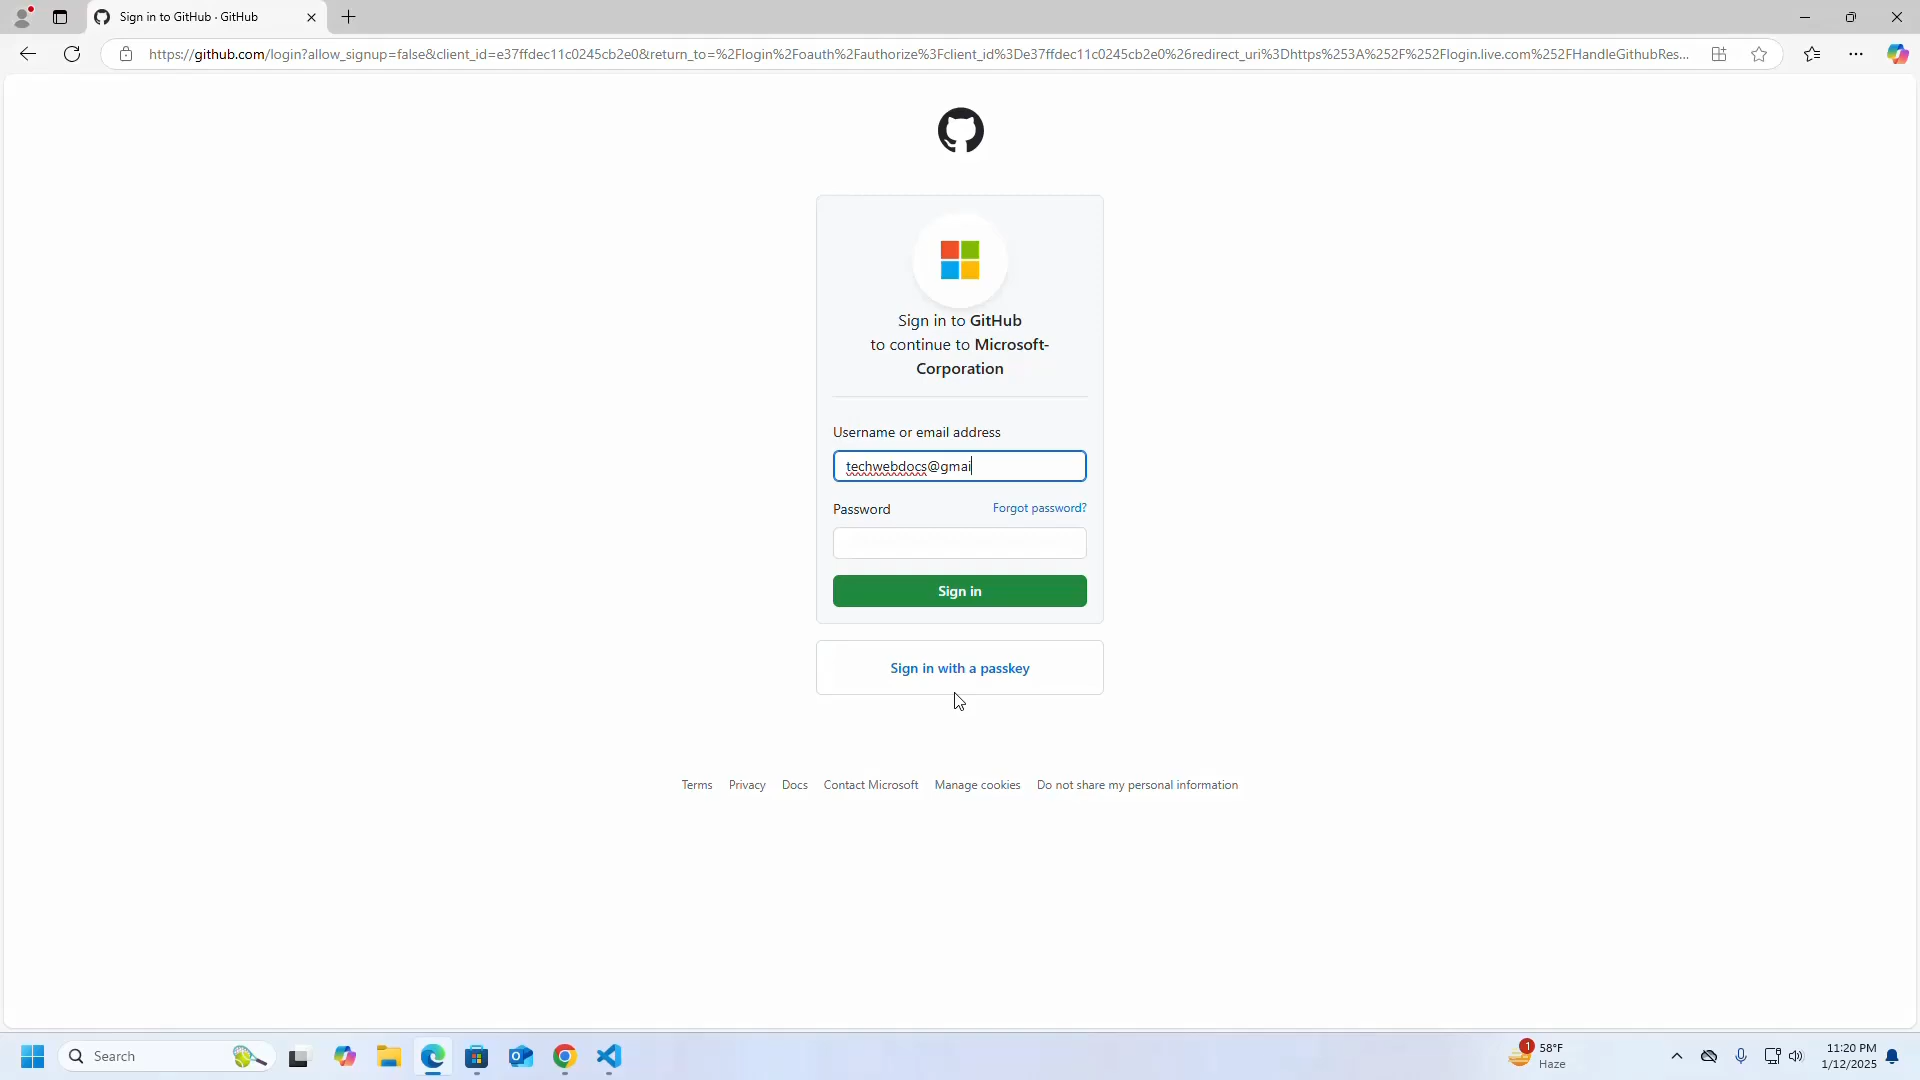 Sign in to GitHub · GitHub
https://github.com/login?allow_signup=false&client_id=e37ffdec11c0245cb2e0&return_to=%2Flogin%2Foauth%2Fauthorize%3Fclient_id%3De37ffdec11c0245cb2e0%26redirect_uri%3Dhttps%253A%252F%252Flogin.live.com%252FHandleGithubRes...
Sign in to GitHub
to continue to Microsoft-
Corporation
Username or email address
techwebdocs@gmai
Password Forgot password?
Sign in
Sign in with a passkey
Terms Privacy Docs Contact Microsoft Manage cookies Do not share my personal information
Search
1
58°F
Haze
11:20 PM
1/12/2025